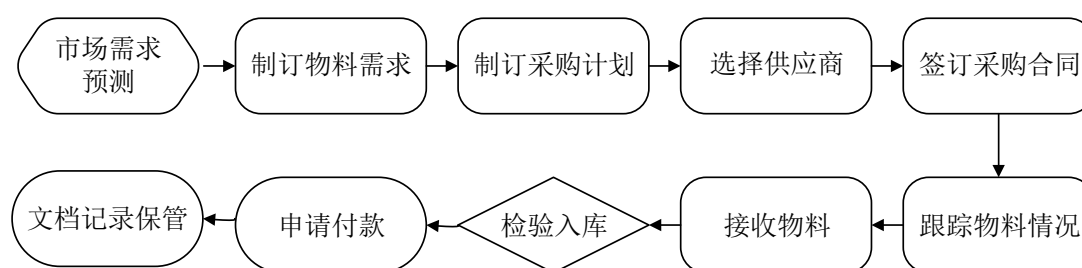 市场需求
预测
制订物料需求
制订采购计划
选择供应商
签订采购合同
文档记录保管
申请付款
检验入库
接收物料
跟踪物料情况